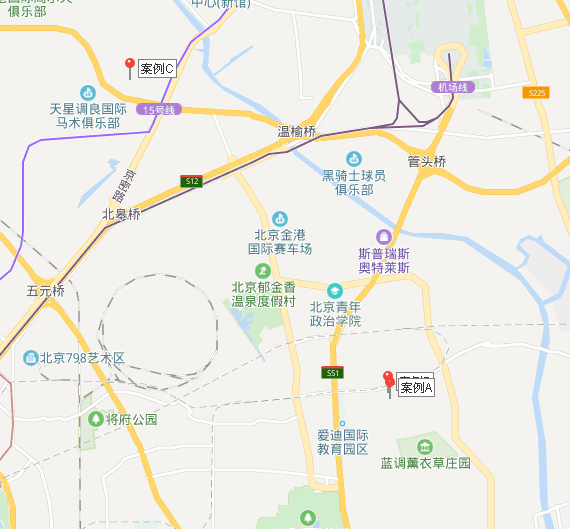 俱乐部
中心(新馆)
案例C
天星调良国际
马术俱乐部
15号线
机场线
S225
温榆桥
管头桥
黑骑士球员
俱乐部
京密路
S12
北皋桥
北京金港
国际赛车场
斯普瑞斯
奥特莱斯
北京郁金香
温泉度假村
五元桥
北京青年
政治学院
北京798艺术区
S51
案例A
将府公园
爱迪国际
教育园区
蓝调薰衣草庄园